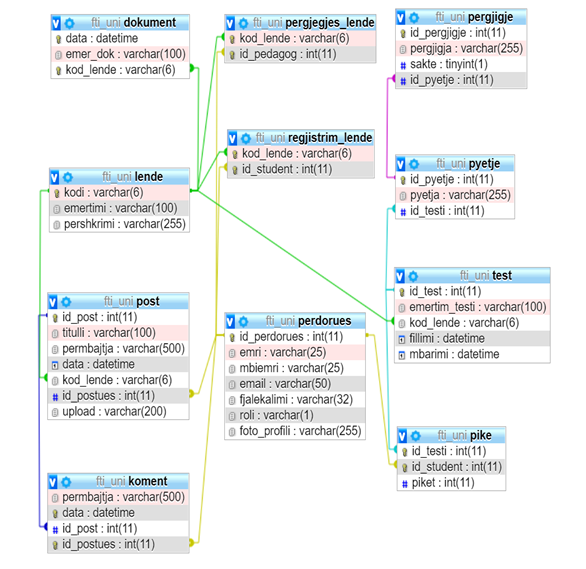 fti_uni dokument
data : datetime
emer_dok : varchar(100)
kod_lende : varchar(6)
fti_uni pergjegjes_lende
kod_lende : varchar(6)
id_pedagog : int(11)
fti_uni pergjigje
id_pergjigje : int(11)
pergjigja : varchar(255)
sakte : tinyint(1)
id_pyetje : int(11)
fti_uni regjistrim_lende
kod_lende : varchar(6)
id_student : int(11)
fti_uni lende
kodi : varchar(6)
emertimi : varchar(100)
pershkrimi : varchar(255)
fti_uni pyetje
id_pyetje : int(11)
pyetja : varchar(255)
id_testi : int(11)
fti_uni test
id_test : int(11)
emertim_testi : varchar(100)
kod_lende : varchar(6)
fillimi : datetime
mbarimi : datetime
fti_uni post
id_post : int(11)
titulli : varchar(100)
permbajtja : varchar(500)
data : datetime
kod_lende : varchar(6)
id_postues : int(11)
upload : varchar(200)
fti_uni perdorues
id_perdorues : int(11)
emri : varchar(25)
mbiemri : varchar(25)
email : varchar(50)
fjalekalimi : varchar(32)
roli : varchar(1)
foto_profili : varchar(255)
fti_uni pike
id_testi : int(11)
id_student : int(11)
piket : int(11)
fti_uni koment
permbajtja : varchar(500)
data : datetime
id_post : int(11)
id_postues : int(11)